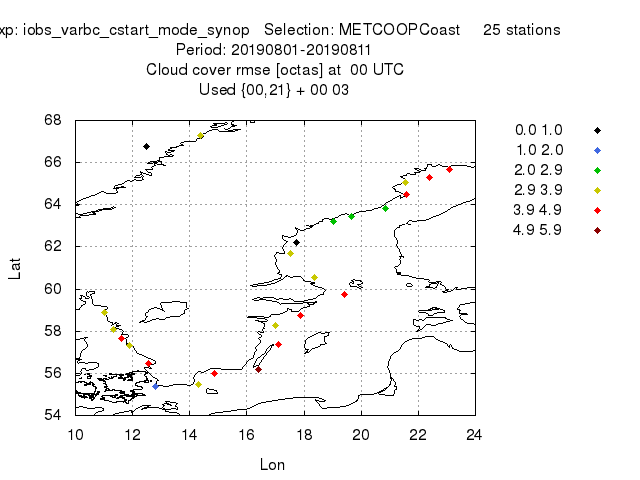 xp: iobs_varbc_cstart_mode_synop Selection: METCOOPCoast 25 stations
Period: 20190801-20190811
Cloud cover rmse [octas] at 00 UTC
Used {00,21} + 00 03
68
66
64
62
60
58
56
54
Lat
10 12 14 16 18 20 22 24
Lon
0.0 1.0
1.0 2.0
2.0 2.9
2.9 3.9
3.9 4.9
4.9 5.9